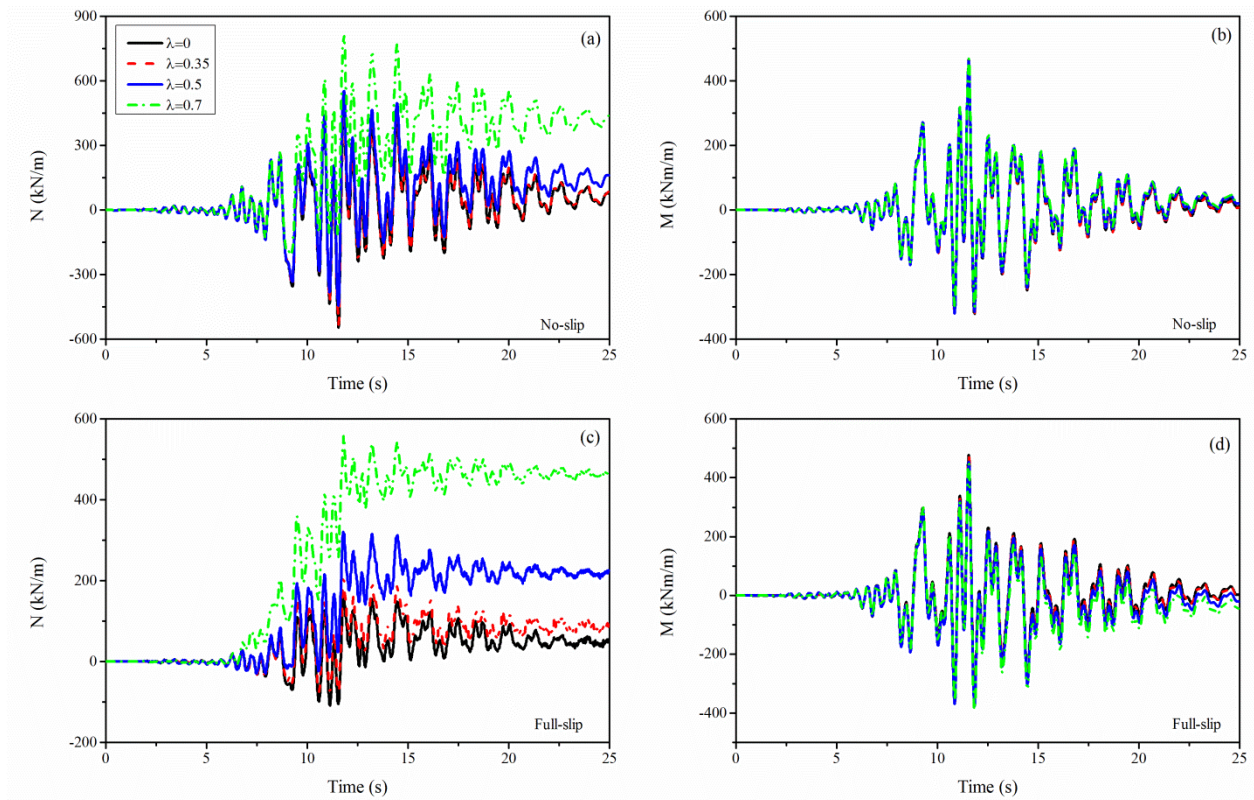 900
600
300
0
-300
-600
N (kN/m)
λ=0
λ=0.35
λ=0.5
λ=0.7
(a)
No-slip
0 5 10 15 20 25
Time (s)
600
400
200
0
-200
-400
M (kNm/m)
(b)
No-slip
0 5 10 15 20 25
Time (s)
600
400
200
0
-200
N (kN/m)
(c)
Full-slip
0 5 10 15 20 25
Time (s)
600
400
200
0
-200
-400
M (kNm/m)
(d)
Full-slip
0 5 10 15 20 25
Time (s)